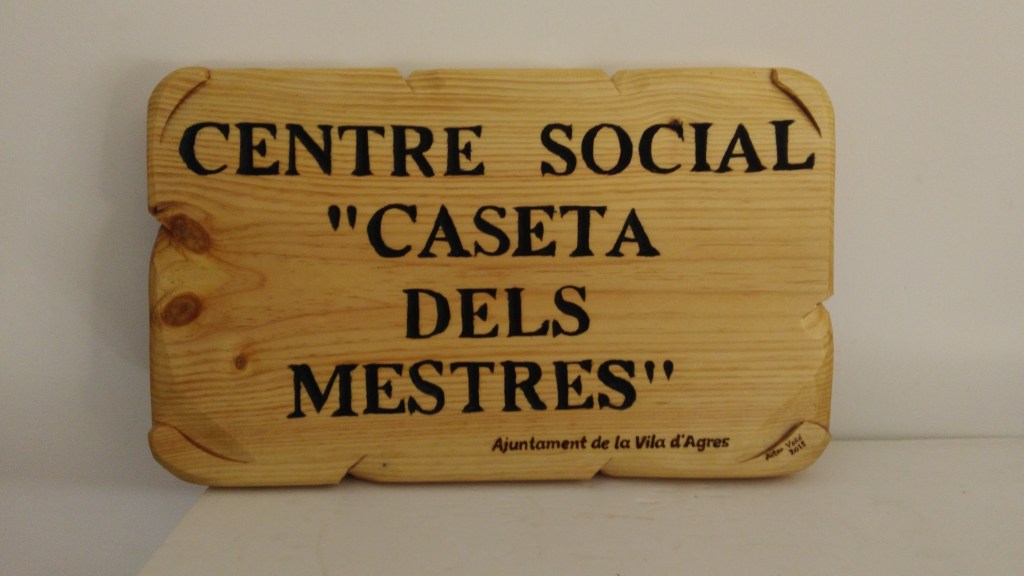 CENTRE SOCIAL
"CASETA
DELS
MESTRES"
Ajuntament de la Vila d'Agres